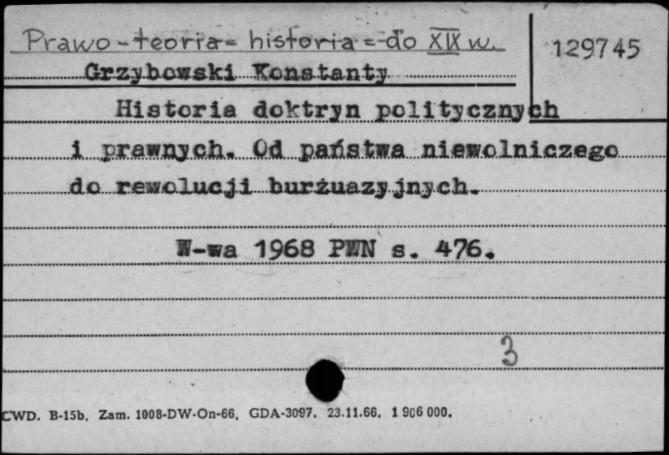 Prawo - teoria - historia - do XIX w.
129745
Grzybowski Konstanty
Historia doktryn politycznych
i prawnych. Od państwa niewolniczego
do rewolucji burżuazyjnych.
W-wa 1968 PWN s. 476.
3
CWD. B-15b. Zam. 1008-DW-On-66. GDA-3097. 23.11.66. 1 906 000.